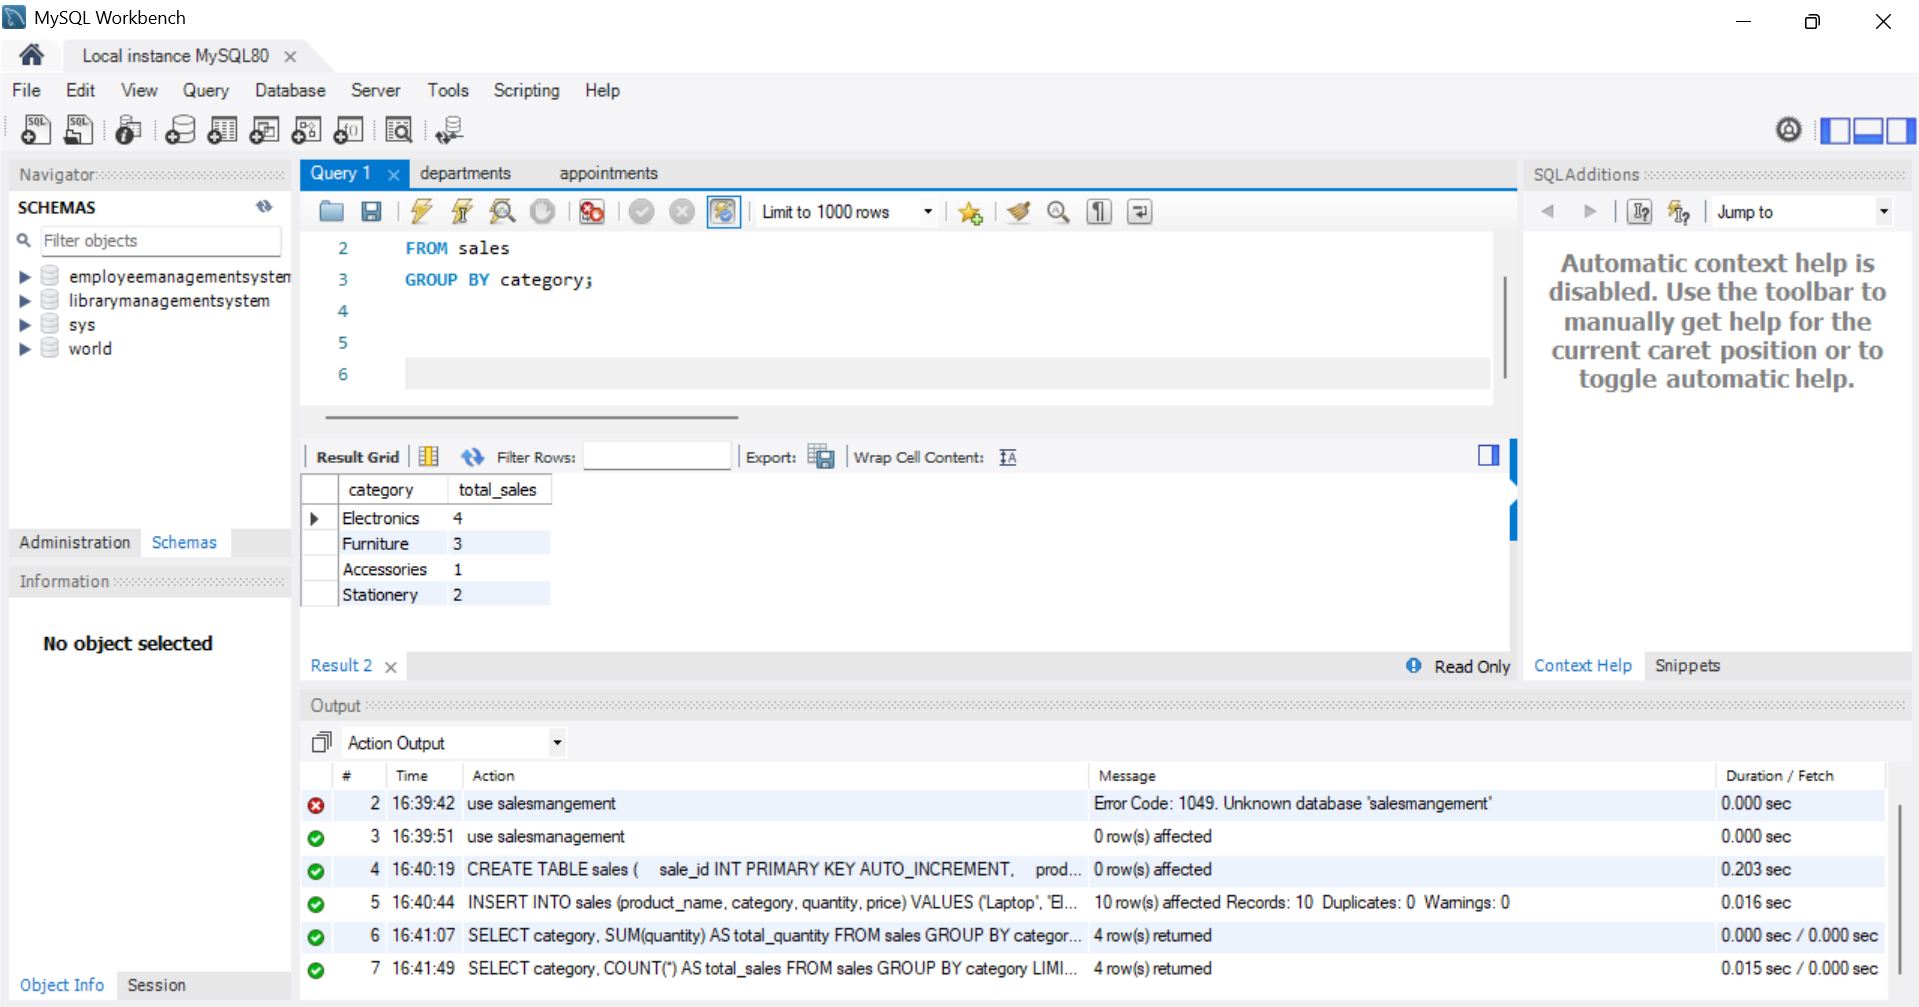 MySQL Workbench
Local instance MySQL80
File Edit View Query Database Server Tools Scripting Help
Navigator
SCHEMAS
Filter objects
employeemanagementsystem
librarymanagementsystem
sys
world
Administration Schemas
Information
No object selected
Object Info Session
Query 1 departments appointments
Limit to 1000 rows
2 FROM sales
3 GROUP BY category;
4
5
6
Result Grid Filter Rows: Export: Wrap Cell Content:
category total_sales
Electronics 4
Furniture 3
Accessories 1
Stationery 2
Result 2 Read Only
SQLAdditions
Jump to
Automatic context help is
disabled. Use the toolbar to
manually get help for the
current caret position or to
toggle automatic help.
Context Help Snippets
Output
Action Output
# Time Action Message Duration / Fetch
2 16:39:42 use salesmangement Error Code: 1049. Unknown database 'salesmangement' 0.000 sec
3 16:39:51 use salesmanagement 0 row(s) affected 0.000 sec
4 16:40:19 CREATE TABLE sales ( sale_id INT PRIMARY KEY AUTO_INCREMENT, prod... 0 row(s) affected 0.203 sec
5 16:40:44 INSERT INTO sales (product_name, category, quantity, price) VALUES ('Laptop', 'El... 10 row(s) affected Records: 10 Duplicates: 0 Warnings: 0 0.016 sec
6 16:41:07 SELECT category, SUM(quantity) AS total_quantity FROM sales GROUP BY categor... 4 row(s) returned 0.000 sec / 0.000 sec
7 16:41:49 SELECT category, COUNT(*) AS total_sales FROM sales GROUP BY category LIMI... 4 row(s) returned 0.015 sec / 0.000 sec